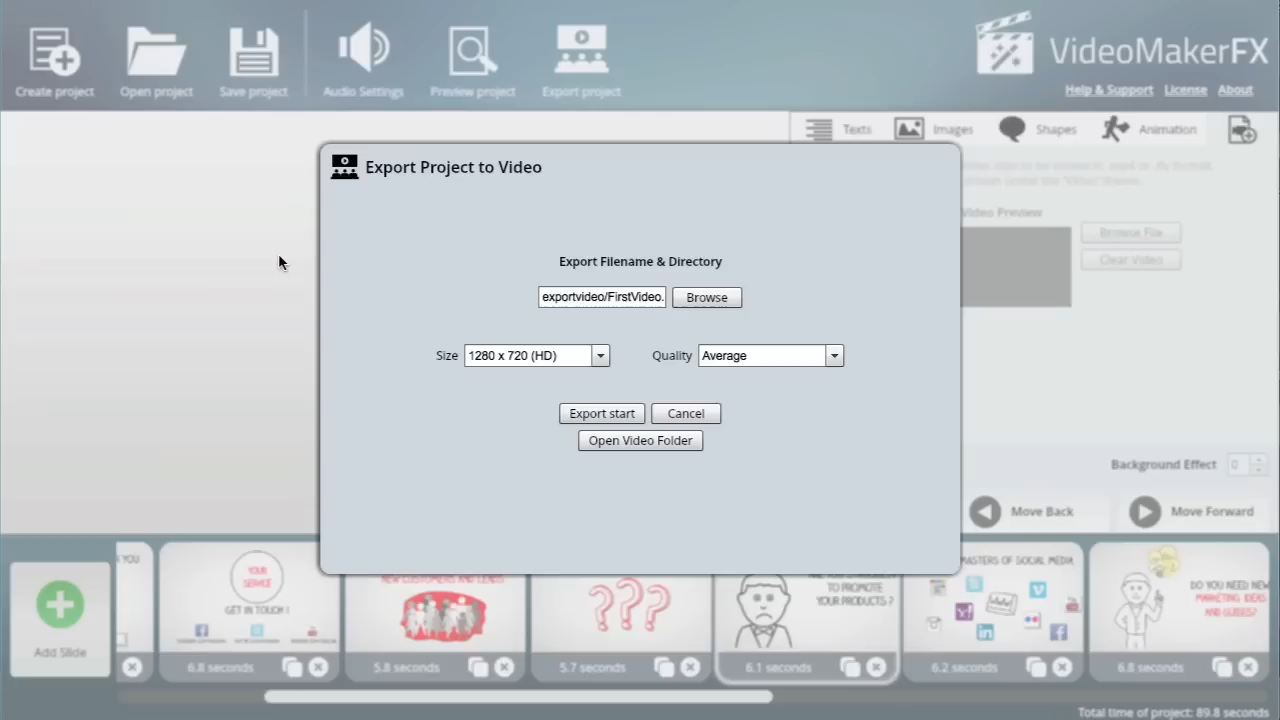 VideoMakerFX
Create project
Open project
Save project
Audio Settings
Preview project
Export project
Help & Support
License
About
Texts
Images
Shapes
Animation
Export Project to Video
Video Preview
Browse File
Clear Video
Export Filename & Directory
exportvideo/FirstVideo.
Browse
Size
1280 x 720 (HD)
Quality
Average
Export start
Cancel
Open Video Folder
Background Effect
0
Move Back
Move Forward
Add Slide
YOU
YOUR
SERVICE
GET IN TOUCH !
6.8 seconds
NEW CUSTOMERS AND LEADS
5.8 seconds
???
5.7 seconds
TO PROMOTE
YOUR PRODUCTS ?
6.1 seconds
MASTERS OF SOCIAL MEDIA
6.2 seconds
DO YOU NEED NEW
MARKETING IDEAS
AND GUIDES?
6.8 seconds
Total time of project: 89.8 seconds